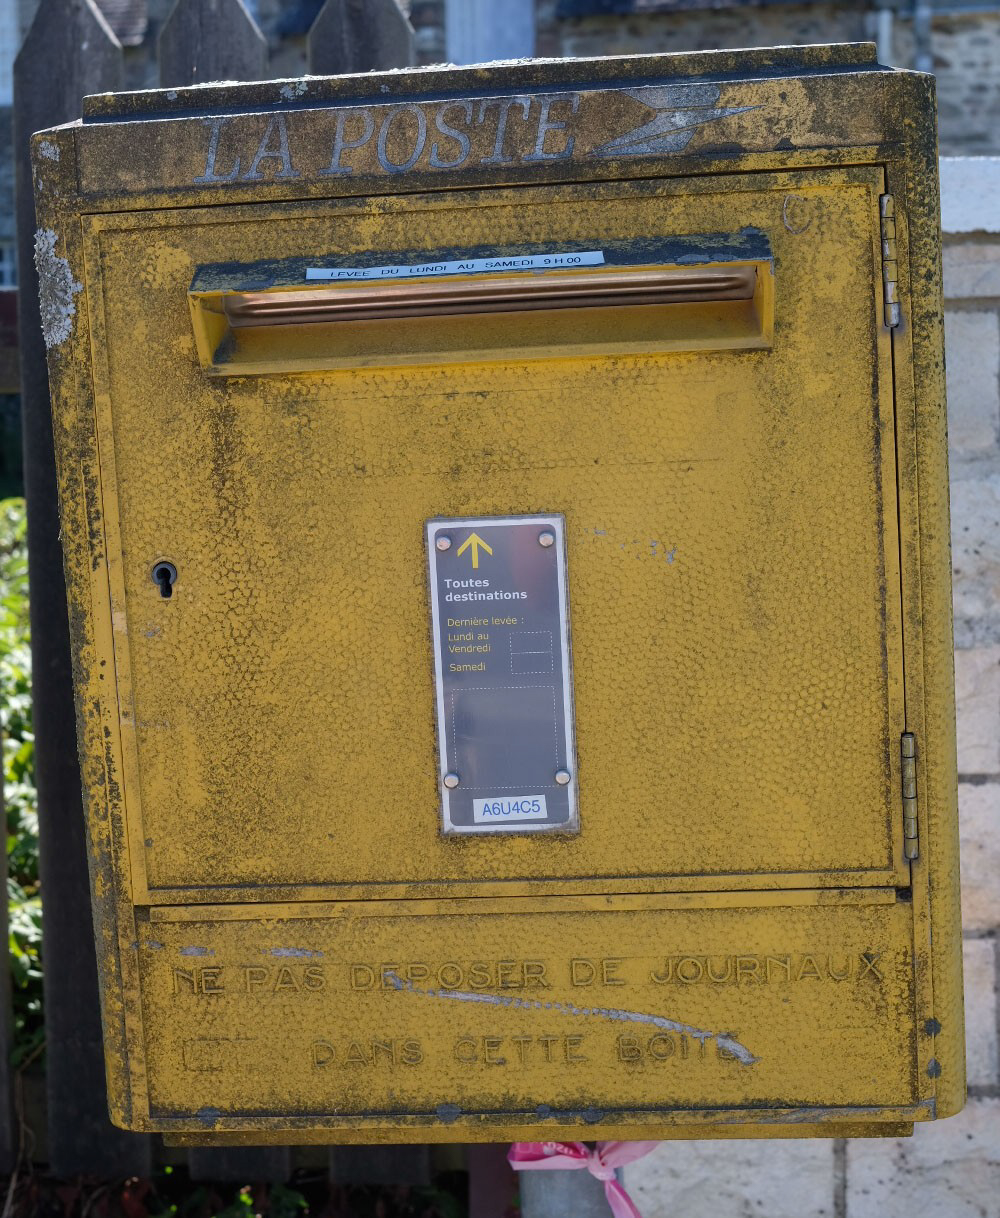 LA POSTE
LEVEE DU LUNDI AU SAMEDI 9 H 00
Toutes
destinations
Dernière levée :
Lundi au
Vendredi
Samedi
A6U4C5
NE PAS DEPOSER DE JOURNAUX
DANS CETTE BOITE